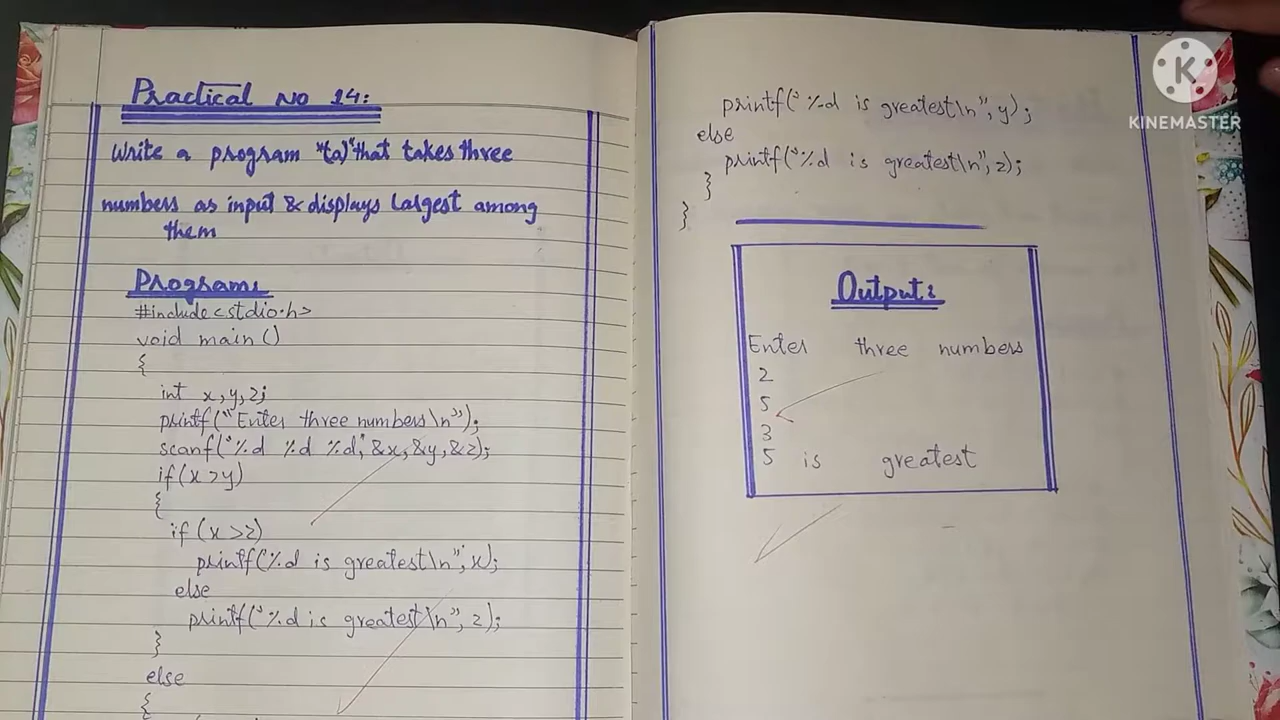 Practical No 14:
Write a program "to" that takes three
numbers as input & displays largest among
them
Program:
#include<stdio.h>
void main()
{
int x,y,z;
printf("Enter three numbers\n");
scanf("%d %d %d", &x, &y, &z);
if(x>y)
{
if (x>z)
printf("%d is greatest\n", x);
else
printf("%d is greatest\n", z);
}
else
{
printf("%d is greatest\n", y);
else
printf("%d is greatest\n", z);
}
}
Output:
Enter three numbers
2
5
3
5 is greatest
K
KINEMASTER